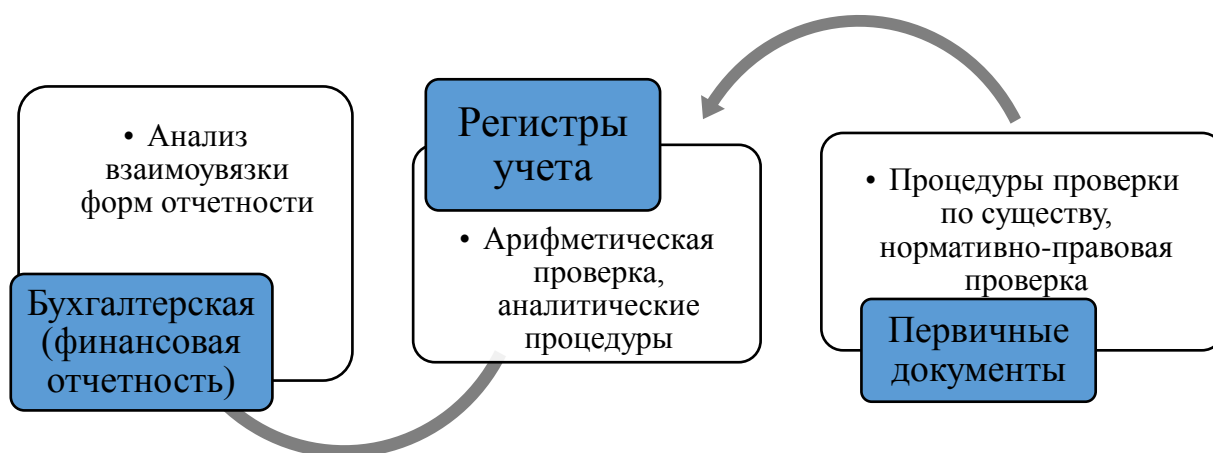 • Анализ
взаимоувязки
форм отчетности
Бухгалтерская
(финансовая
отчетность)
Регистры
учета
• Арифметическая
проверка,
аналитические
процедуры
• Процедуры проверки
по существу,
нормативно-правовая
проверка
Первичные
документы